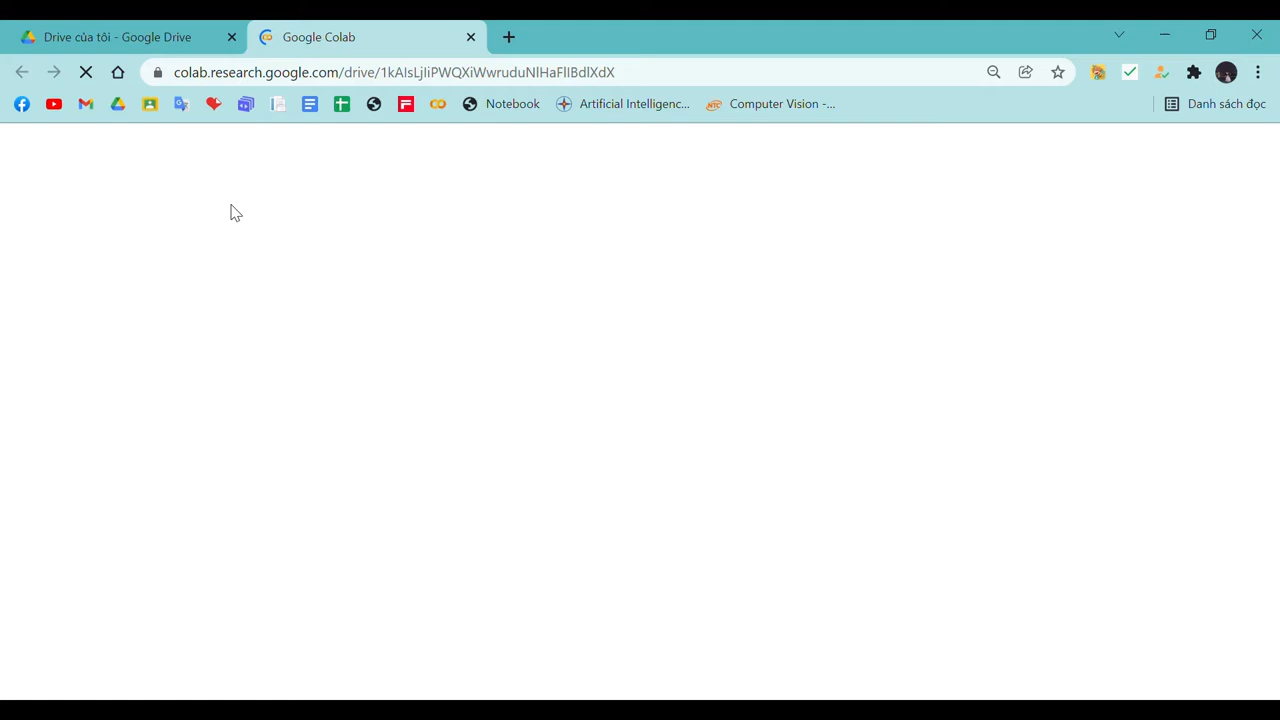 Drive của tôi - Google Drive
Google Colab
colab.research.google.com/drive/1kAIsLjIiPWQXiWwruduNlHaFlIBdlXdX
Notebook
Artificial Intelligenc...
Computer Vision -...
Danh sách đọc